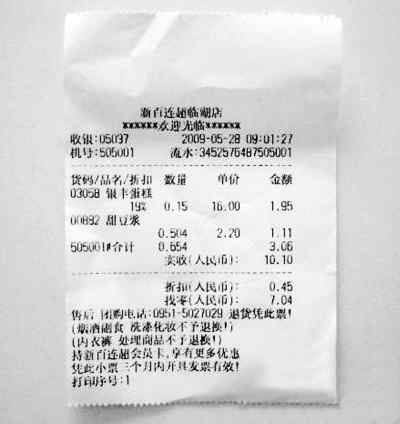 新百连超临湖店
******欢迎光临******
收银:05037 2009-05-28 09:01:27
机号:505001 流水:3452576487505001
货码/品名/折扣 数量 单价 金额
03058 银丰蛋糕
19% 0.15 16.00 1.95
00892 甜豆浆
0.504 2.20 1.11
505001#合计 0.654 3.06
实收(人民币): 10.10
折扣(人民币): 0.45
找零(人民币): 7.04
售后 团购电话:0951-5027029 退货凭此票!
(烟酒副食 洗涤化妆不予退换!)
(内衣裤 处理商品不予退换!)
持新百连超会员卡,享有更多优惠
凭此小票 三个月内开具发票有效!
打印序号:1